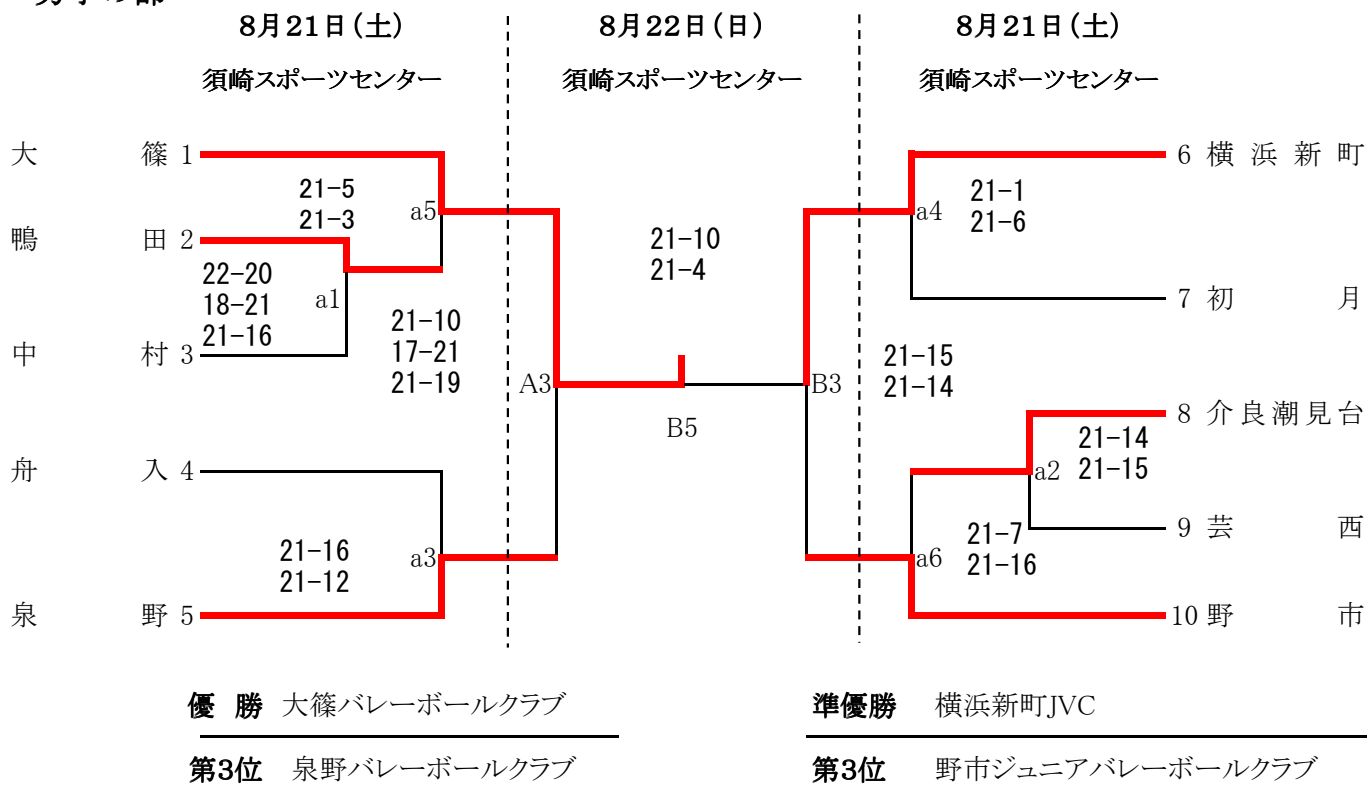 8月21日(土) 8月22日(日) 8月21日(土)
須崎スポーツセンター 須崎スポーツセンター 須崎スポーツセンター
大篠 1
6 横浜新町
21-5
21-3
a5
a4
21-1
21-6
鴨田 2
22-20
18-21
21-16
a1
21-10
21-4
7 初月
中村 3
21-10
17-21
21-19
A3
B3
21-15
21-14
B5
8 介良潮見台
21-14
21-15
a2
舟入 4
9 芸西
21-16
21-12
a3
a6
21-7
21-16
泉野 5
10 野市
優勝 大篠バレーボールクラブ
準優勝 横浜新町JVC
第3位 泉野バレーボールクラブ
第3位 野市ジュニアバレーボールクラブ